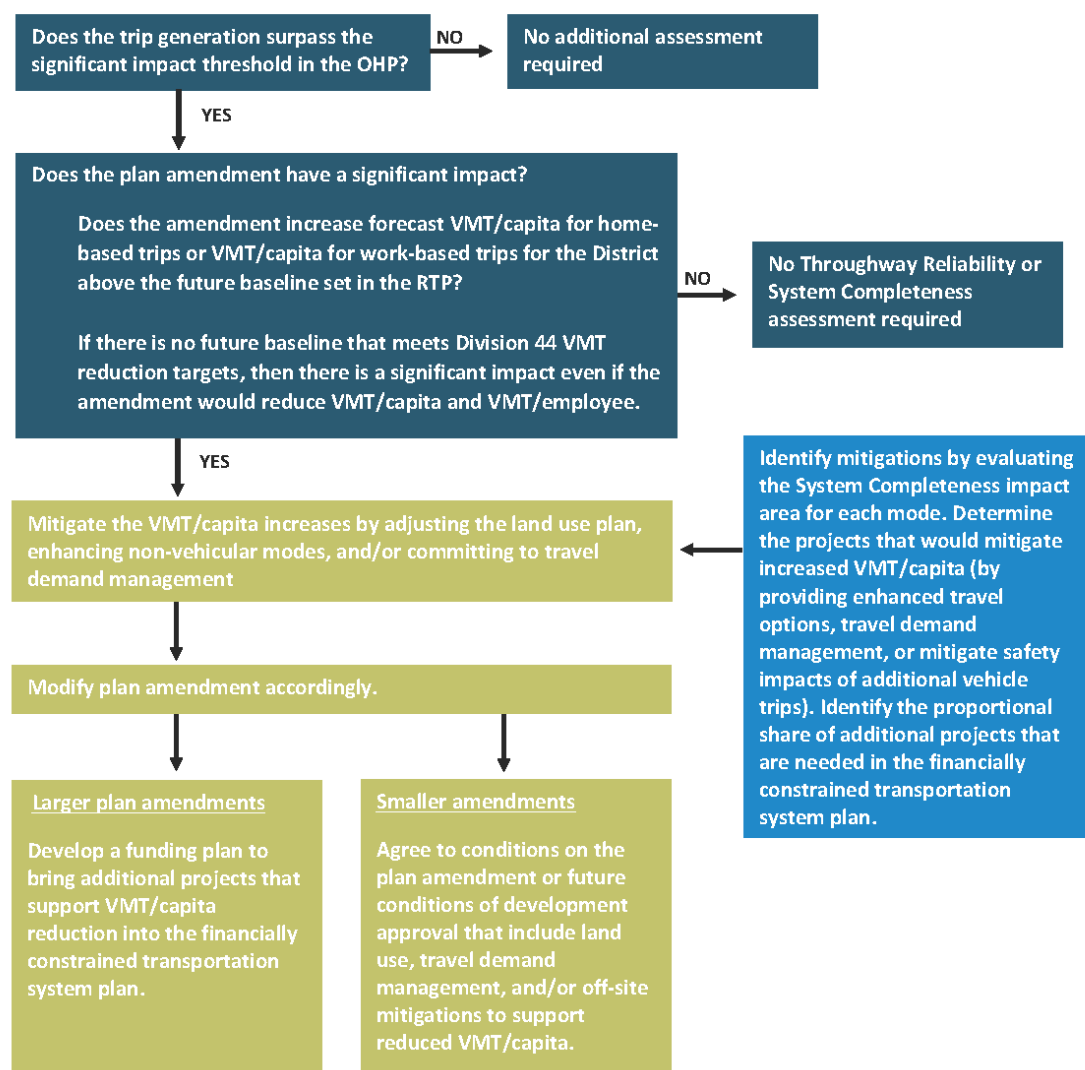 Does the trip generation surpass the
significant impact threshold in the OHP?
NO
No additional assessment
required
YES
Does the plan amendment have a significant impact?
Does the amendment increase forecast VMT/capita for home-
based trips or VMT/capita for work-based trips for the District
above the future baseline set in the RTP?
If there is no future baseline that meets Division 44 VMT
reduction targets, then there is a significant impact even if the
amendment would reduce VMT/capita and VMT/employee.
NO
No Throughway Reliability or
System Completeness
assessment required
YES
Mitigate the VMT/capita increases by adjusting the land use plan,
enhancing non-vehicular modes, and/or committing to travel
demand management
Identify mitigations by evaluating
the System Completeness impact
area for each mode. Determine
the projects that would mitigate
increased VMT/capita (by
providing enhanced travel
options, travel demand
management, or mitigate safety
impacts of additional vehicle
trips). Identify the proportional
share of additional projects that
are needed in the financially
constrained transportation
system plan.
Modify plan amendment accordingly.
Larger plan amendments
Develop a funding plan to
bring additional projects that
support VMT/capita
reduction into the financially
constrained transportation
system plan.
Smaller amendments
Agree to conditions on the
plan amendment or future
conditions of development
approval that include land
use, travel demand
management, and/or off-site
mitigations to support
reduced VMT/capita.